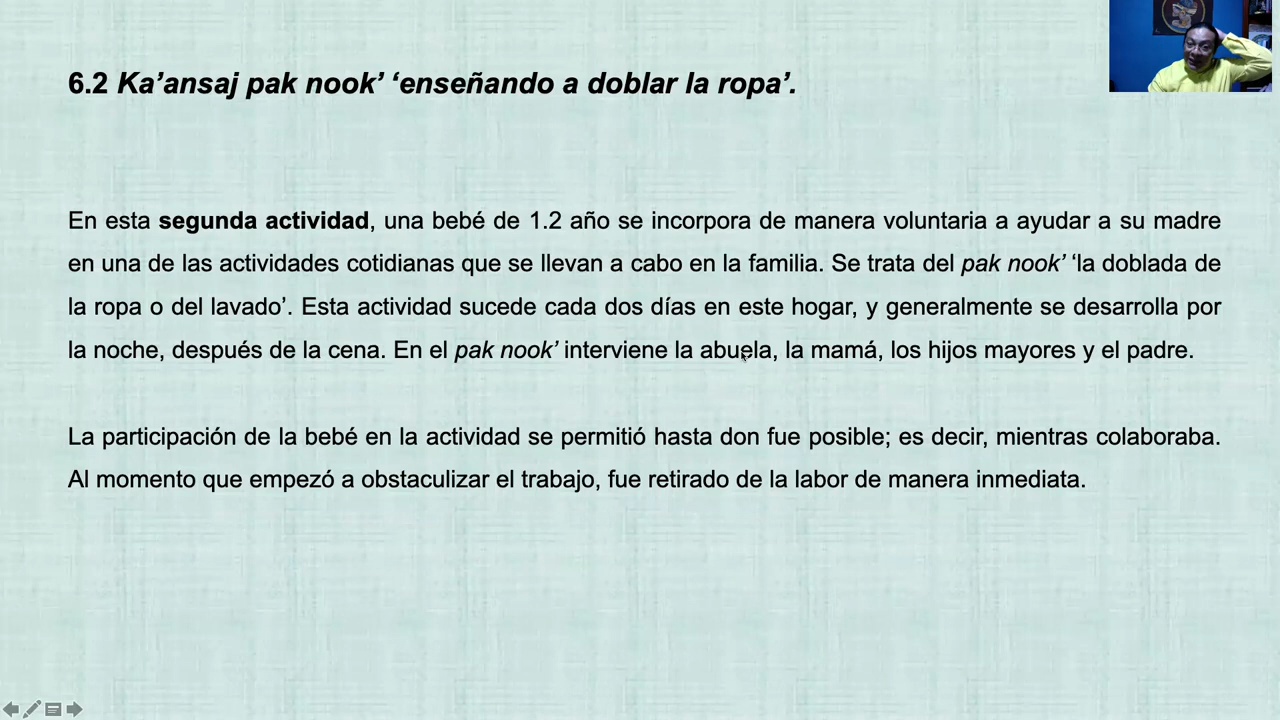 6.2 Ka’ansaj pak nook’ ‘enseñando a doblar la ropa’.
En esta segunda actividad, una bebé de 1.2 año se incorpora de manera voluntaria a ayudar a su madre
en una de las actividades cotidianas que se llevan a cabo en la familia. Se trata del pak nook’ ‘la doblada de
la ropa o del lavado’. Esta actividad sucede cada dos días en este hogar, y generalmente se desarrolla por
la noche, después de la cena. En el pak nook’ interviene la abuela, la mamá, los hijos mayores y el padre.
La participación de la bebé en la actividad se permitió hasta don fue posible; es decir, mientras colaboraba.
Al momento que empezó a obstaculizar el trabajo, fue retirado de la labor de manera inmediata.